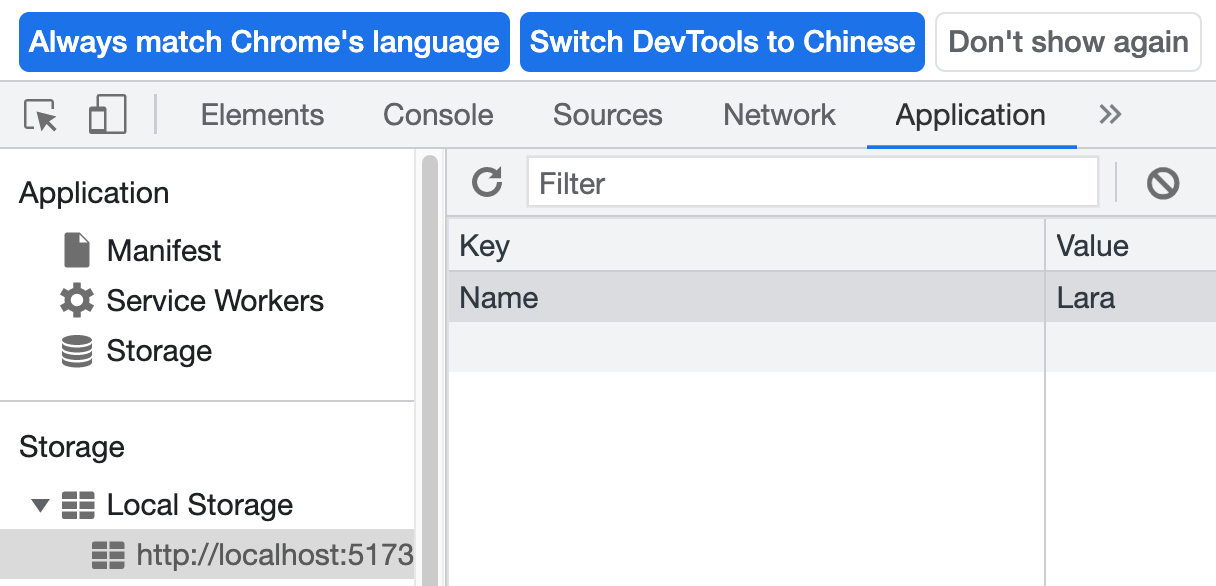 Always match Chrome's language Switch DevTools to Chinese Don't show again
Elements Console Sources Network Application
Application
Manifest
Service Workers
Storage
Storage
Local Storage
http://localhost:5173
Filter
Key Value
Name Lara